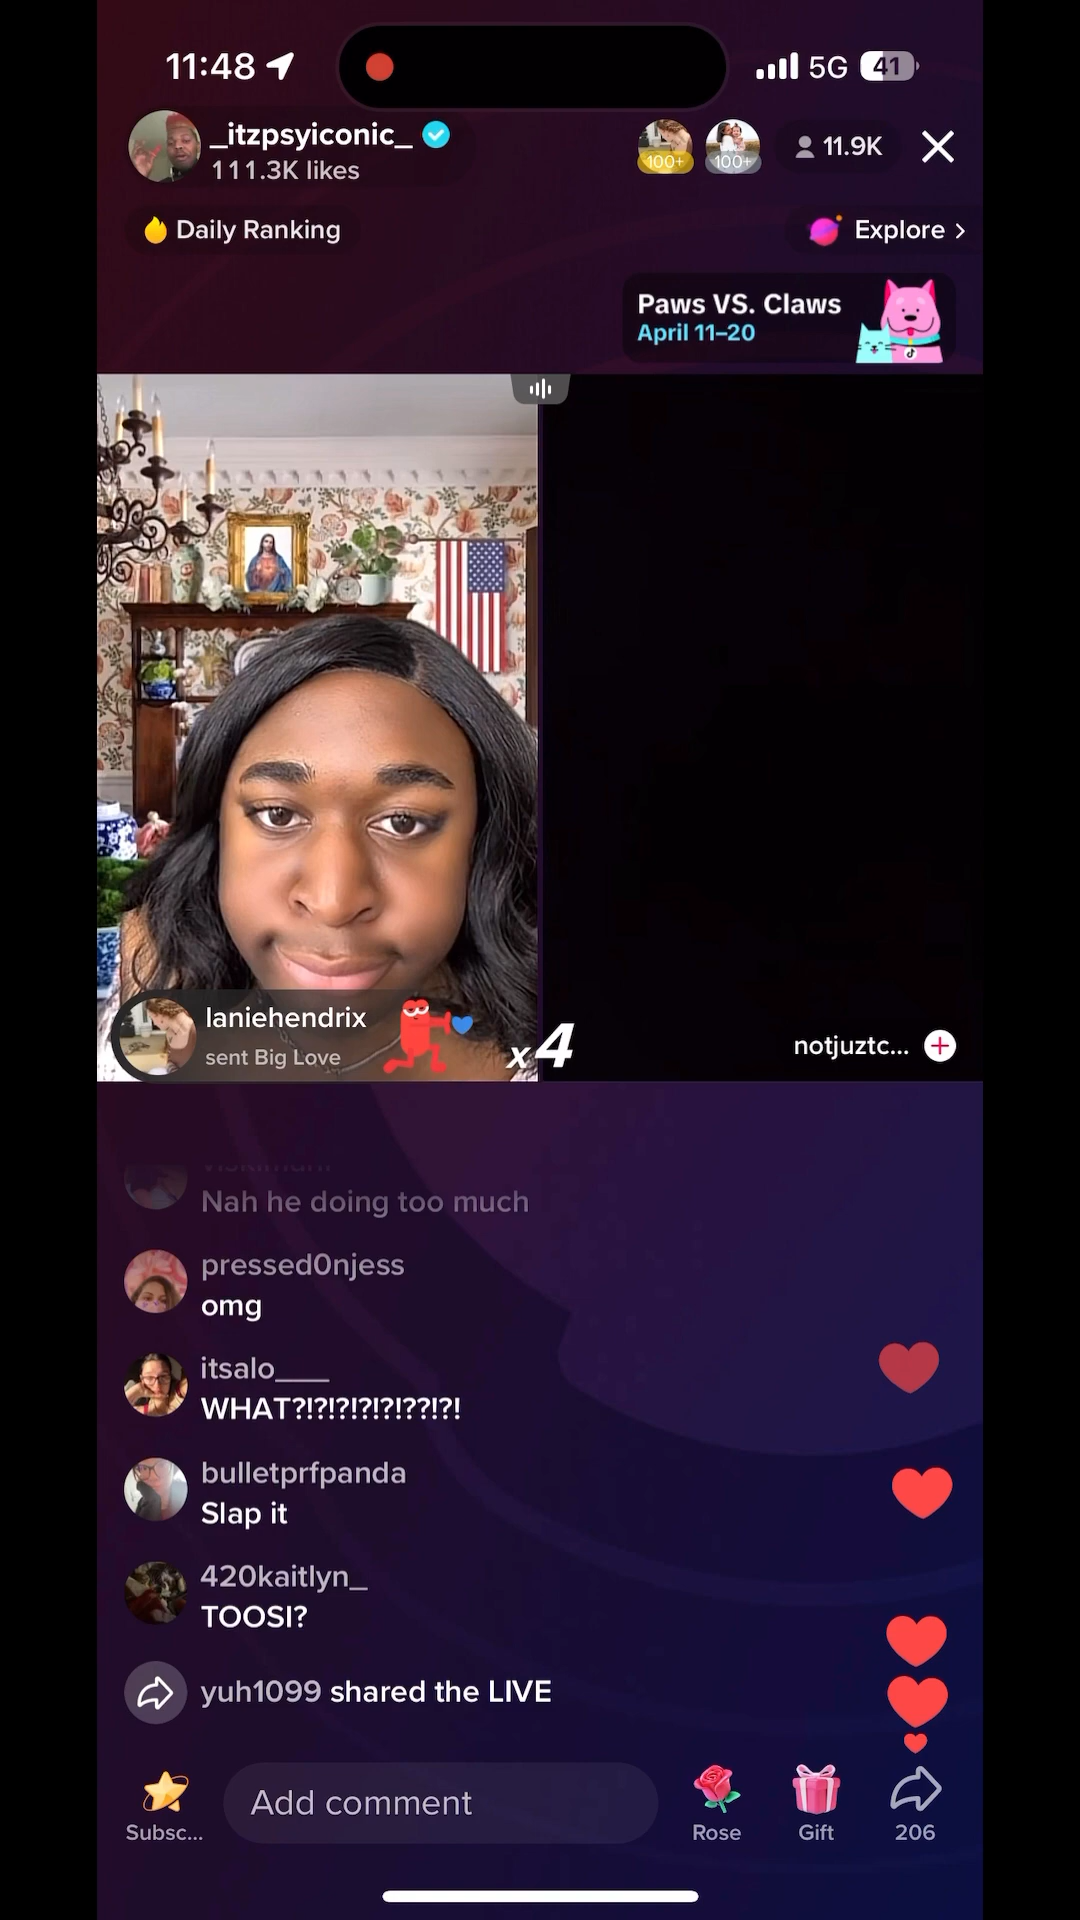 11:48
5G
41
_itzpsyiconic_
111.3K likes
100+
100+
11.9K
Daily Ranking
Explore >
Paws VS. Claws
April 11–20
laniehendrix
sent Big Love
x4
notjuztc...
Nah he doing too much
pressed0njess
omg
itsalo___
WHAT?!?!?!?!?!??!?!
bulletprfpanda
Slap it
420kaitlyn_
TOOSI?
yuh1099 shared the LIVE
Subsc...
Add comment
Rose
Gift
206